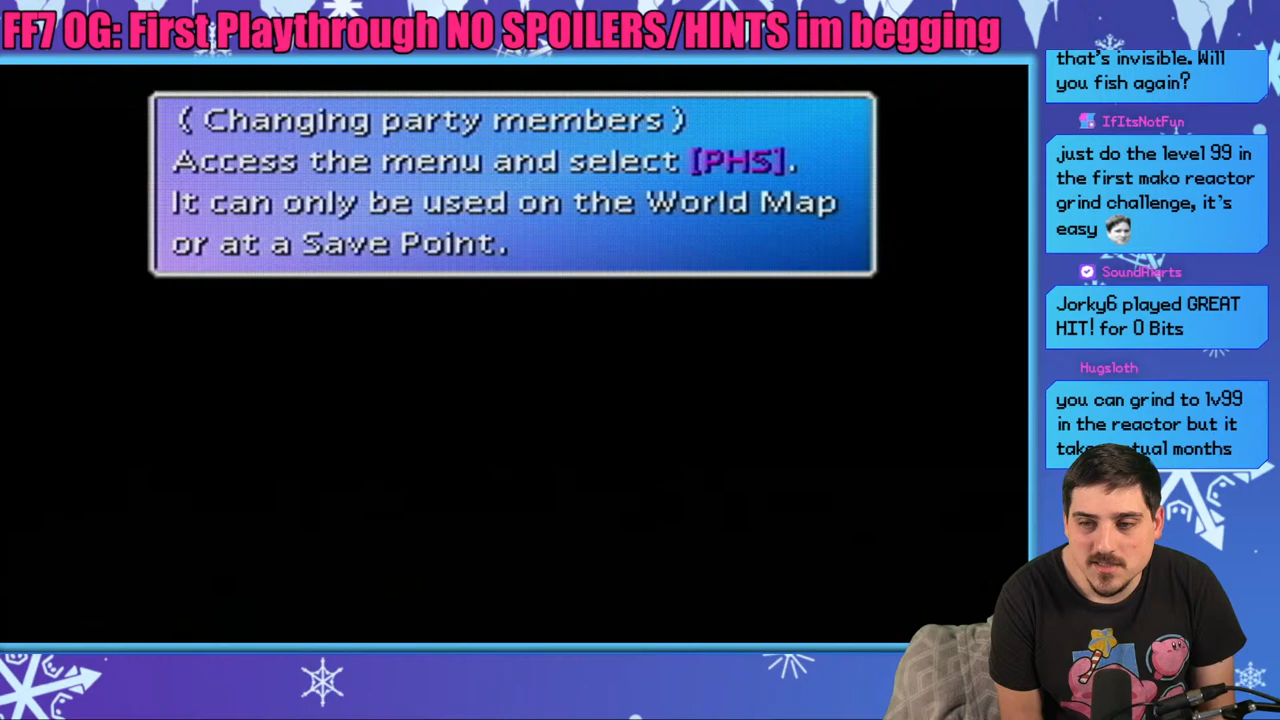 FF7 OG: First Playthrough NO SPOILERS/HINTS im begging
( Changing party members )
Access the menu and select [PHS].
It can only be used on the World Map
or at a Save Point.
that's invisible. Will
you fish again?
IfItsNotFun
just do the level 99 in
the first mako reactor
grind challenge, it's
easy
SoundAlerts
Jorky6 played GREAT
HIT! for 0 Bits
Hugsloth
you can grind to lv99
in the reactor but it
months